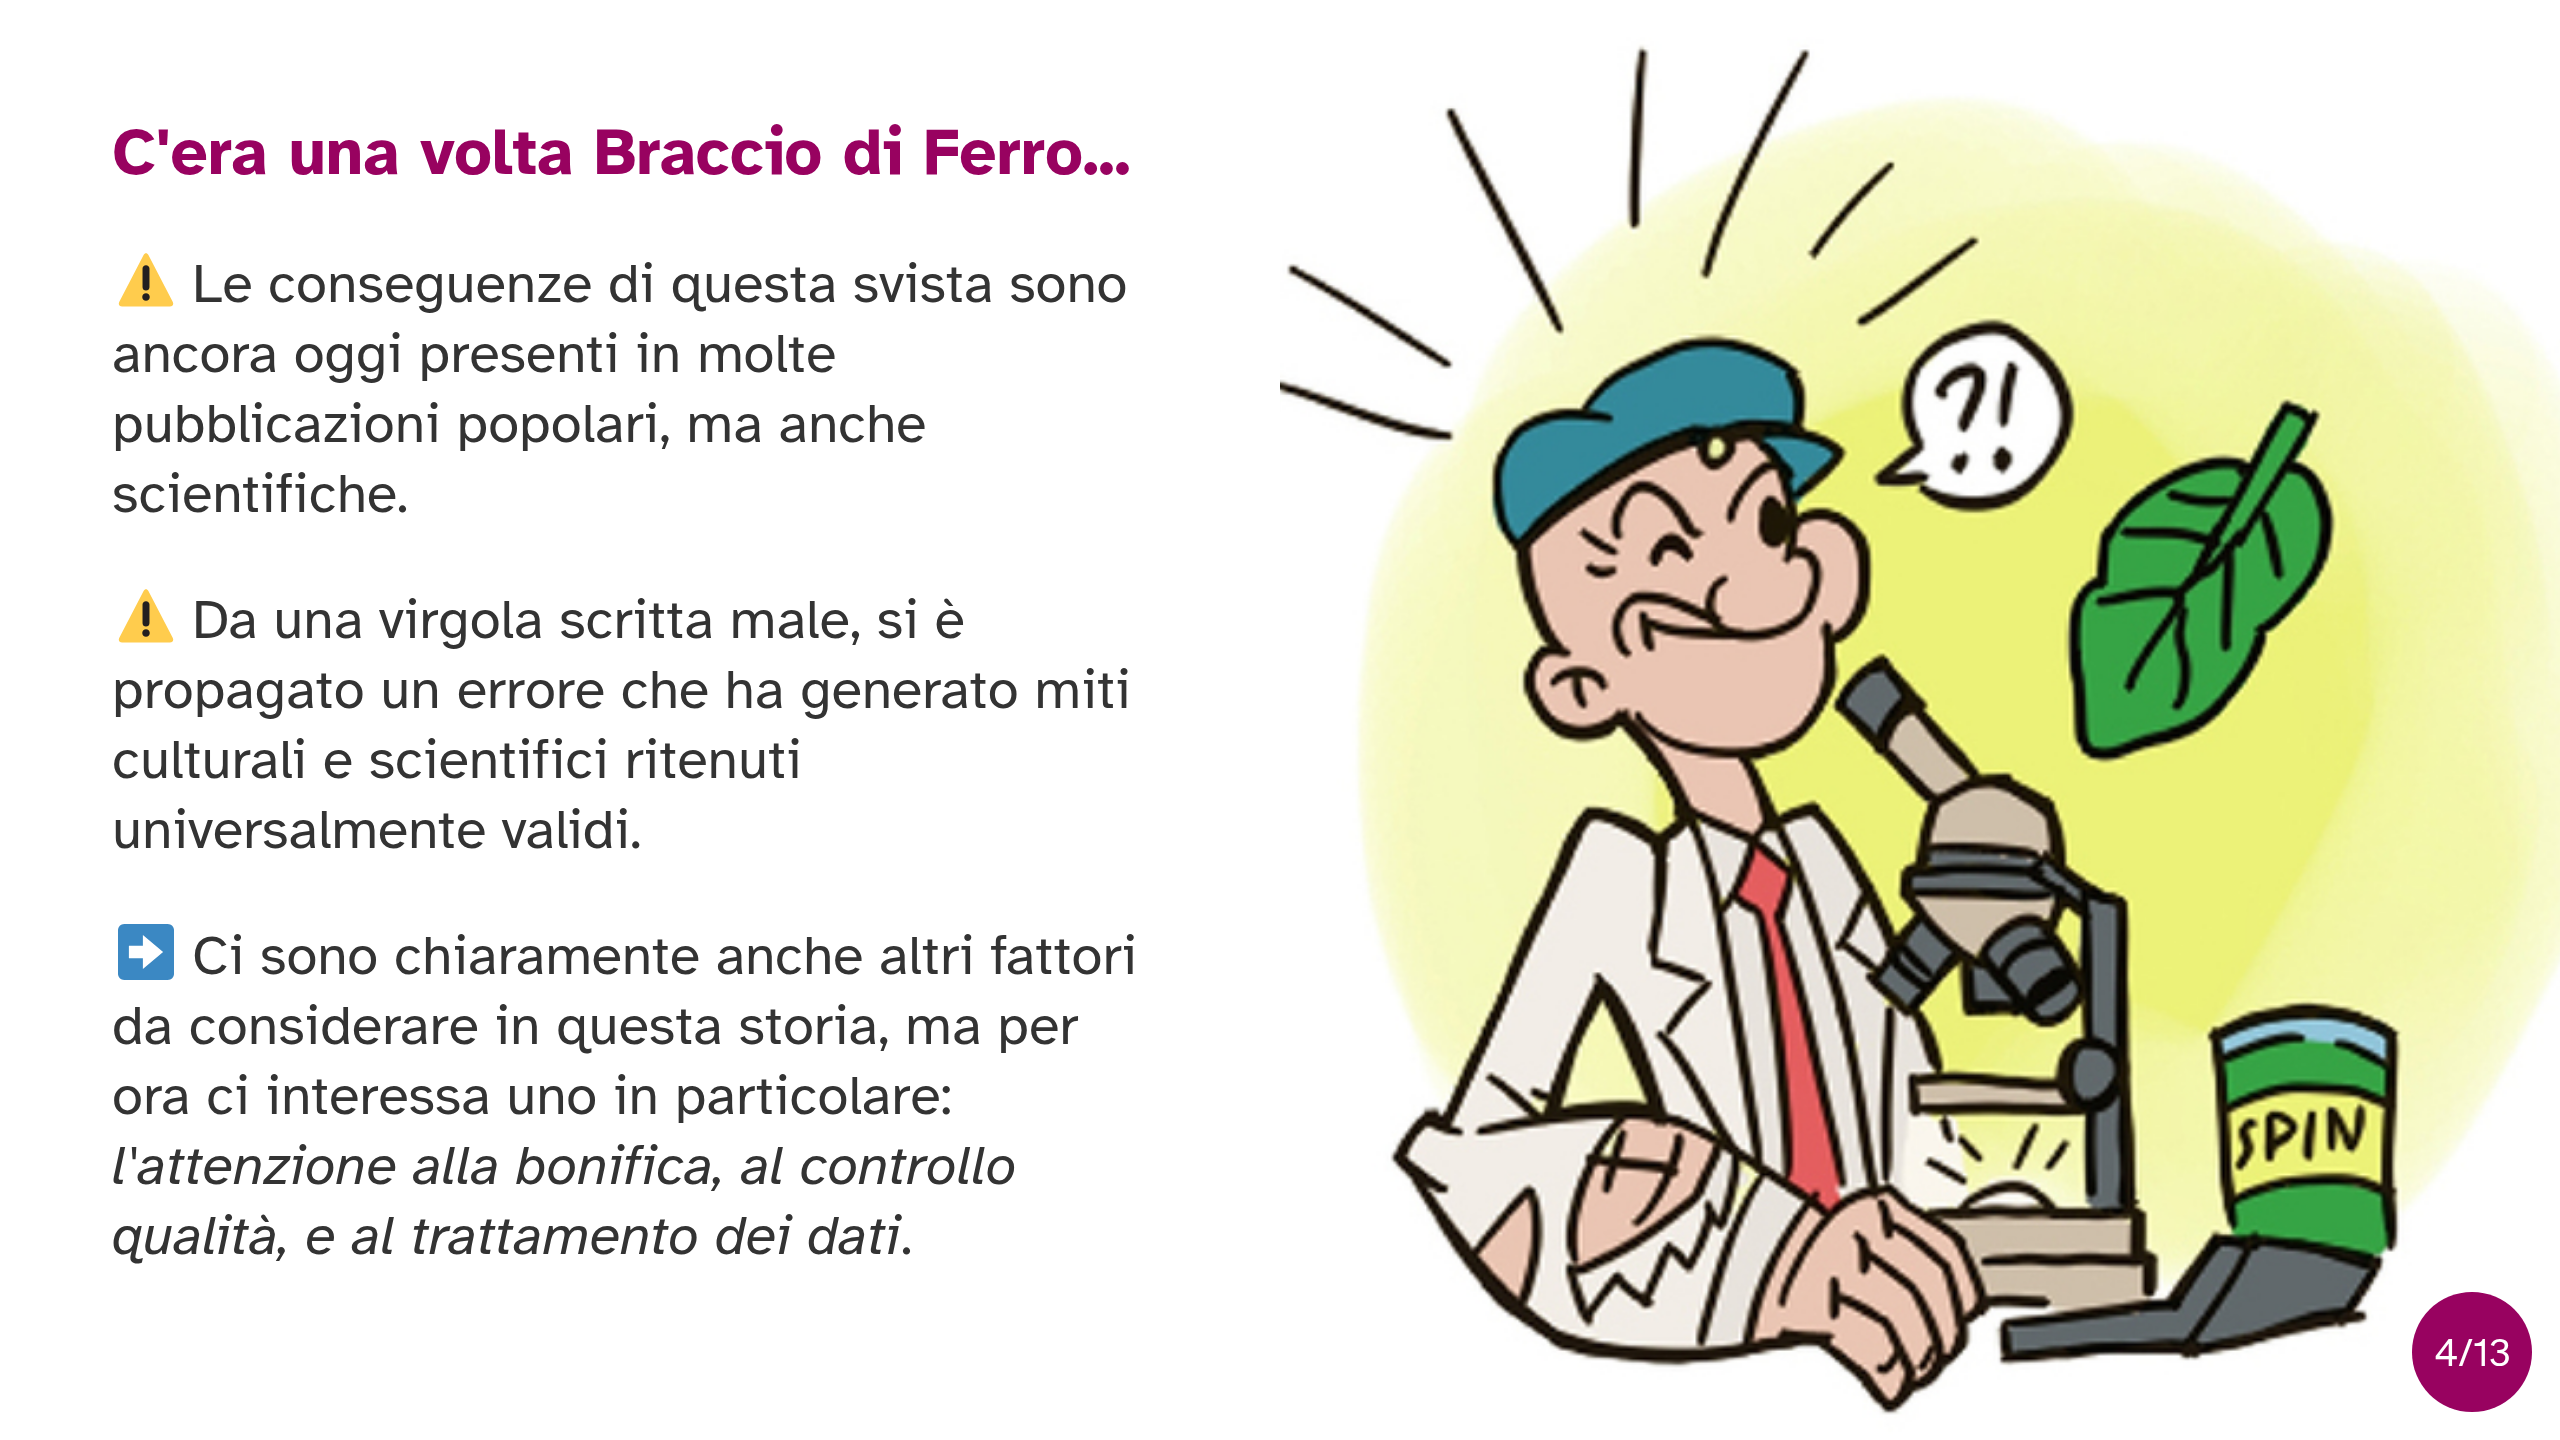 C'era una volta Braccio di Ferro...
⚠️ Le conseguenze di questa svista sono
ancora oggi presenti in molte
pubblicazioni popolari, ma anche
scientifiche.
⚠️ Da una virgola scritta male, si è
propagato un errore che ha generato miti
culturali e scientifici ritenuti
universalmente validi.
➡️ Ci sono chiaramente anche altri fattori
da considerare in questa storia, ma per
ora ci interessa uno in particolare:
l'attenzione alla bonifica, al controllo
qualità, e al trattamento dei dati.
?!
SPIN
4/13